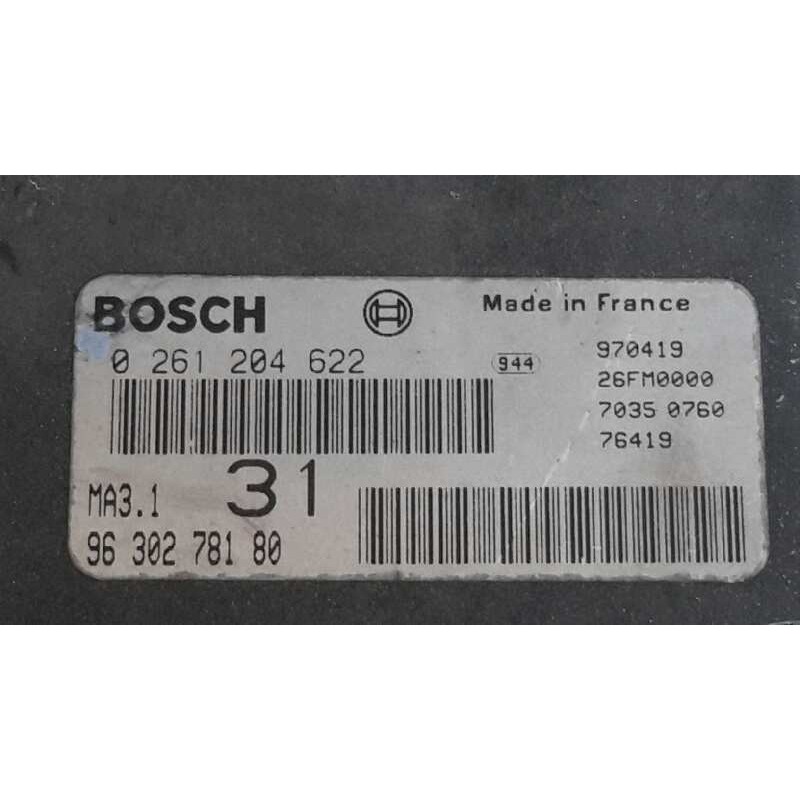 BOSCH
Made in France
0 261 204 622
944
970419
26FM0000
7035 0760
76419
MA3.1
31
96 302 781 80